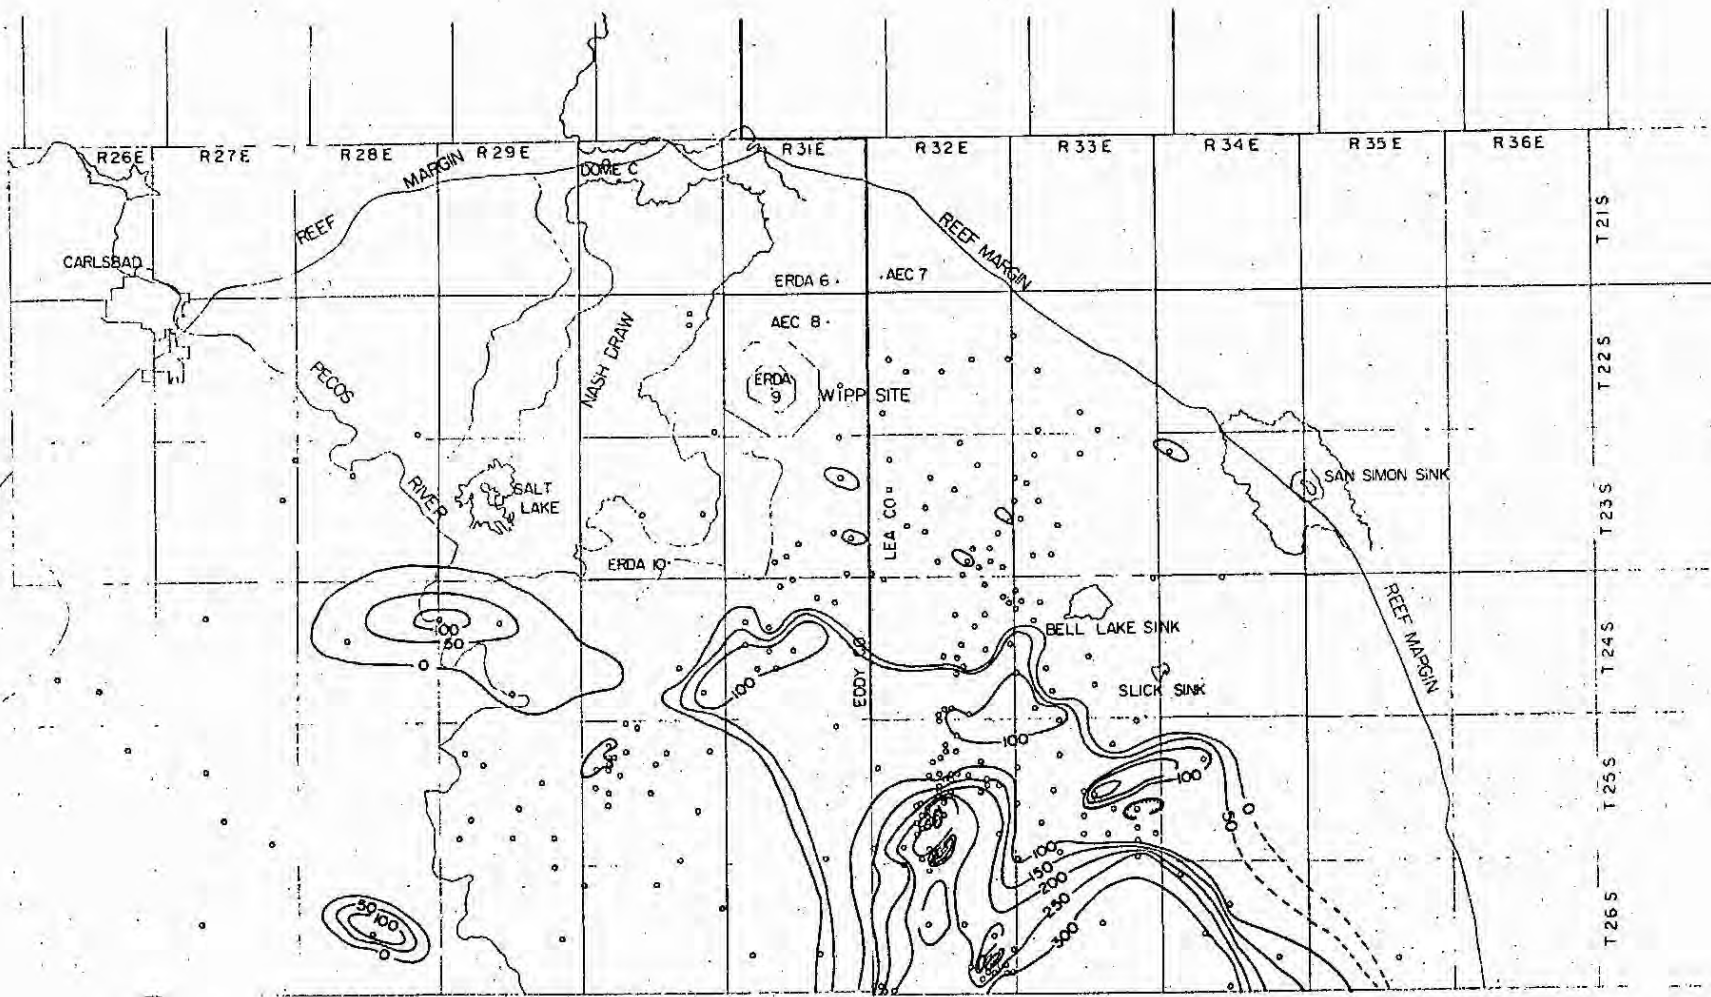 R26E R27E R28E R29E R31E R32E R33E R34E R35E R36E
REEF MARGIN
DOME C
T21S
REEF MARGIN
CARLSBAD
ERDA 6
AEC 7
AEC 8
NASH DRAW
PECOS RIVER
ERDA 9
WIPP SITE
T22S
SALT LAKE
SAN SIMON SINK
LEA CO
T23S
ERDA 10
BELL LAKE SINK
REEF MARGIN
100
50
0
EDDY CO
SLICK SINK
T24S
100
100
100
50
0
T25S
100
150
200
250
300
50
100
0
T26S